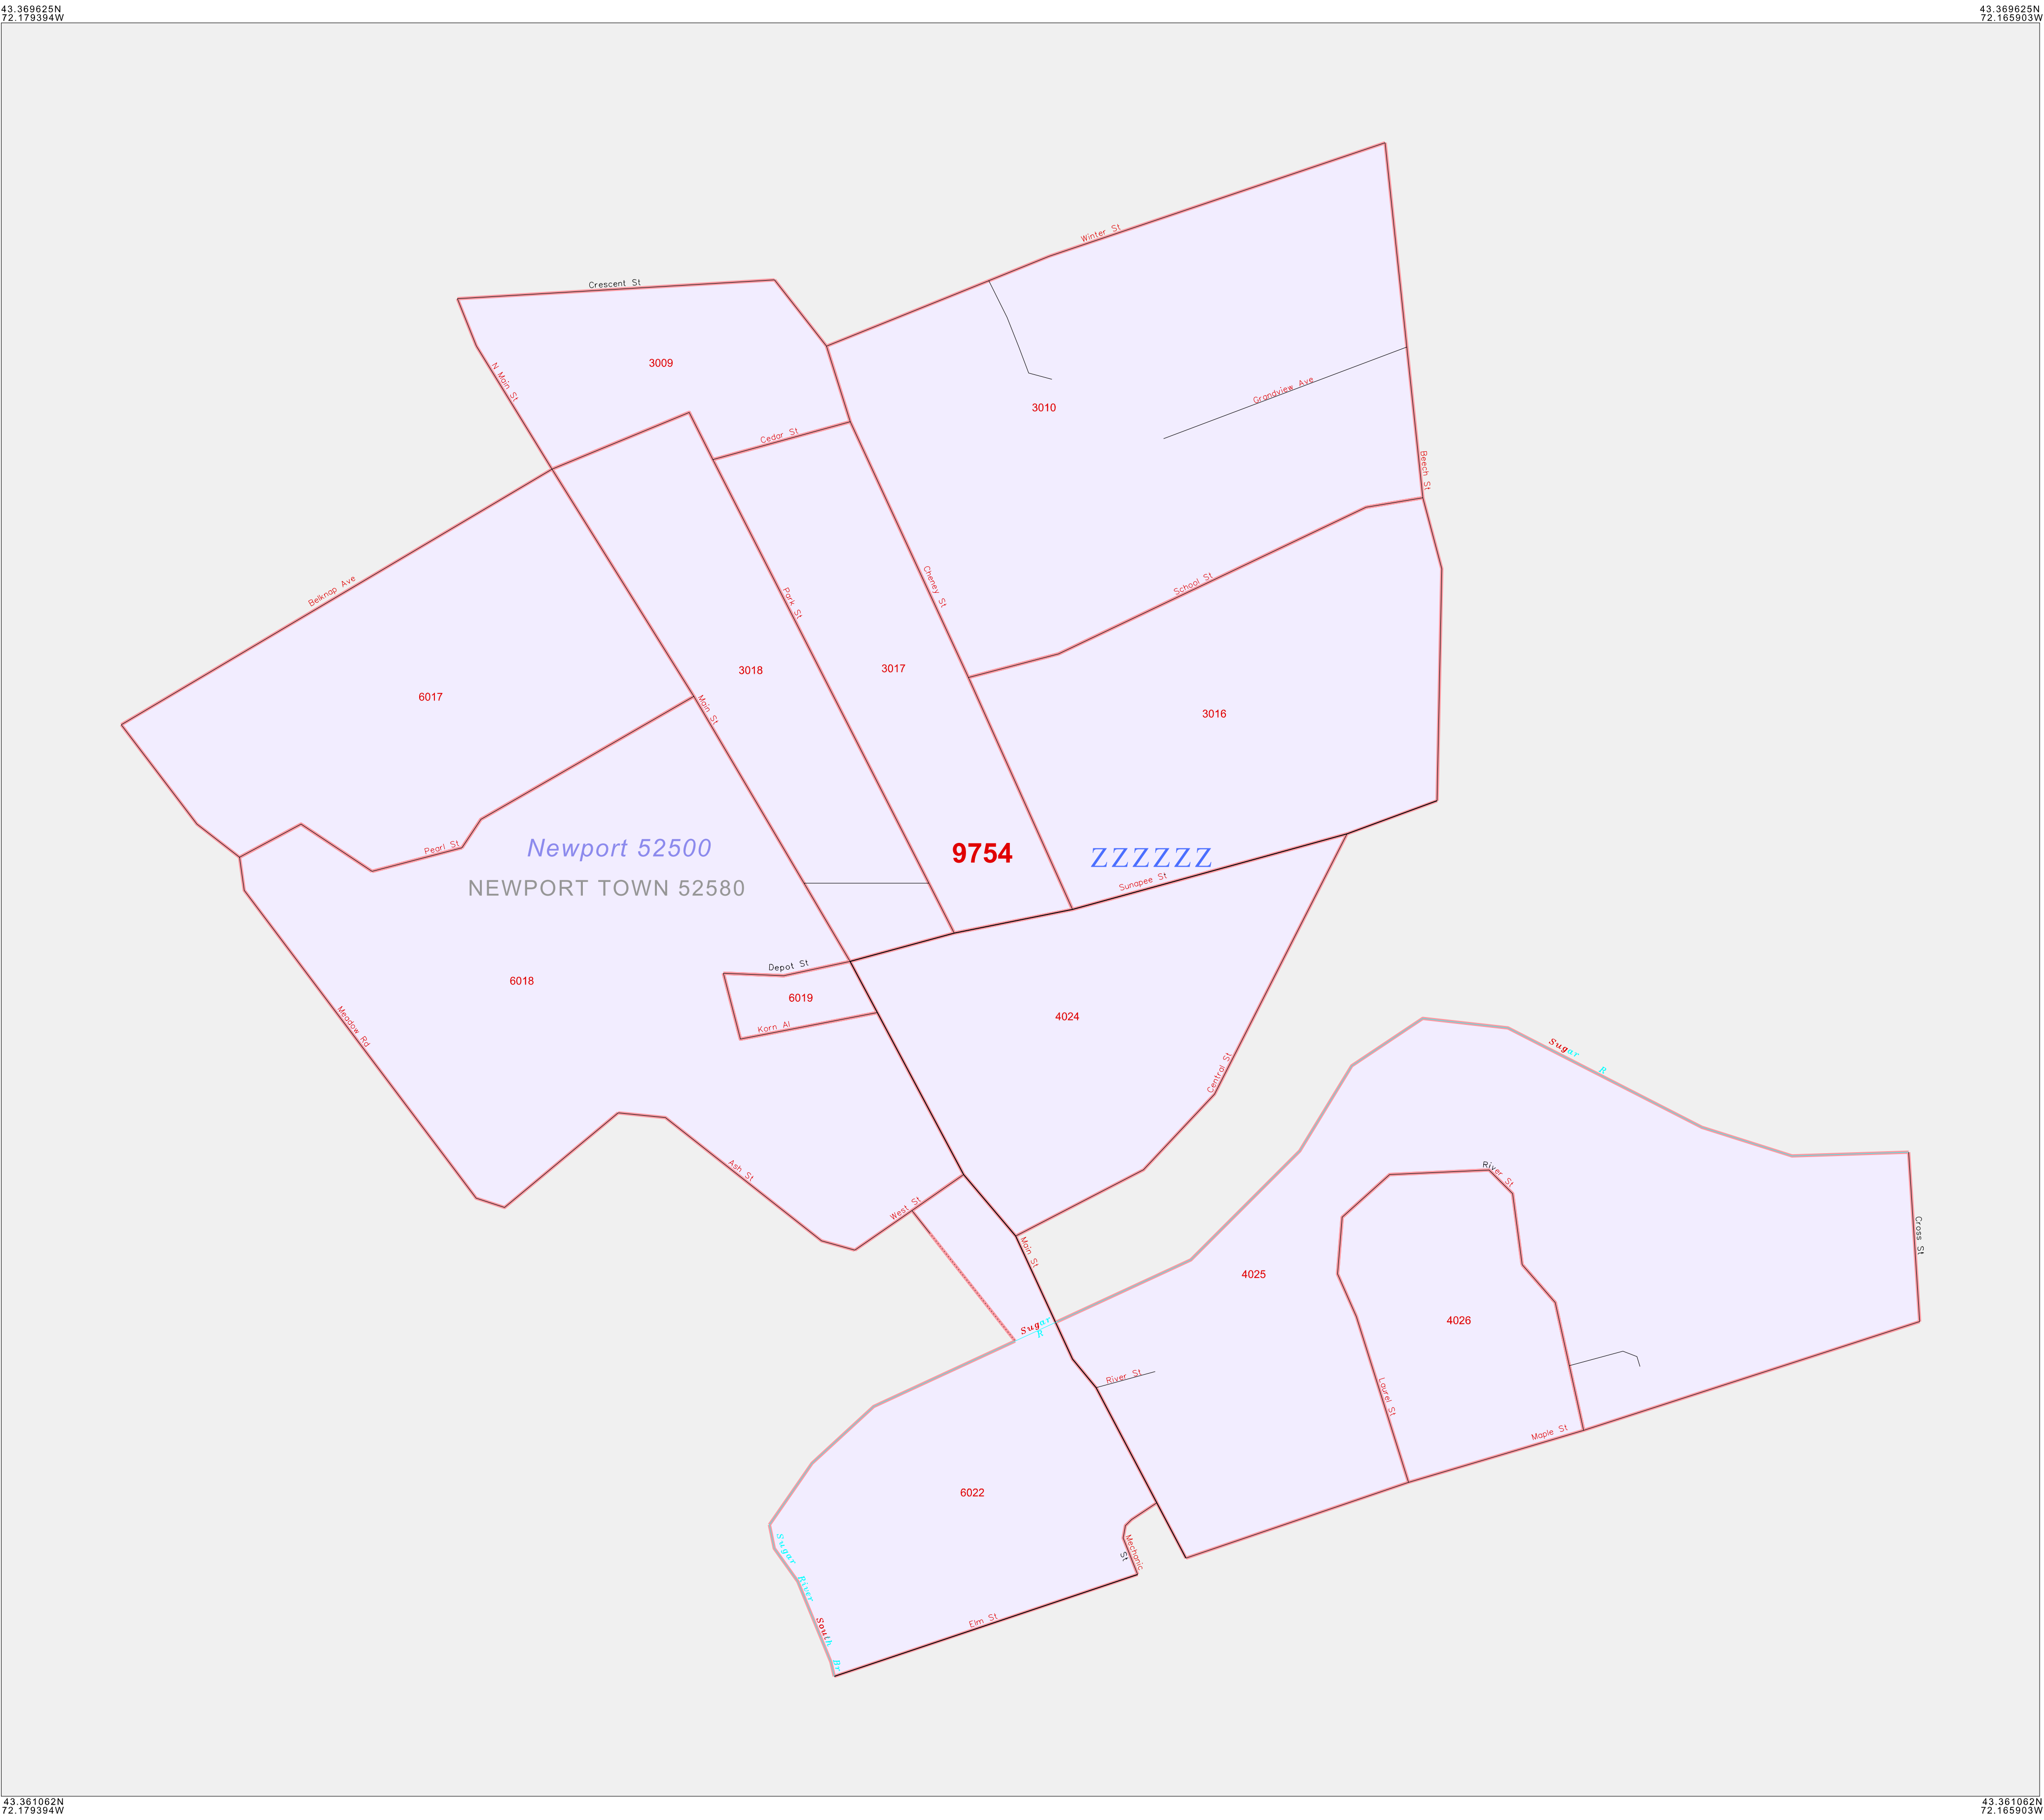 43.369625N
72.179394W
43.369625N
72.165903W
Winter St
Crescent St
3009
N Main St
3010
Grandview Ave
Cedar St
Beech St
Belknap Ave
Park St
Cheney St
School St
3018
3017
6017
Main St
3016
Pearl St
Newport 52500
9754
ZZZZZZ
NEWPORT TOWN 52580
Sunapee St
Depot St
6018
6019
Korn Al
4024
Meadow Rd
Central St
Sugar R
Ash St
West St
River St
Cross St
Main St
4025
4026
Sugar R
River St
Laurel St
Maple St
6022
Mechanic St
Sugar River South Br
Elm St
43.361062N
72.179394W
43.361062N
72.165903W